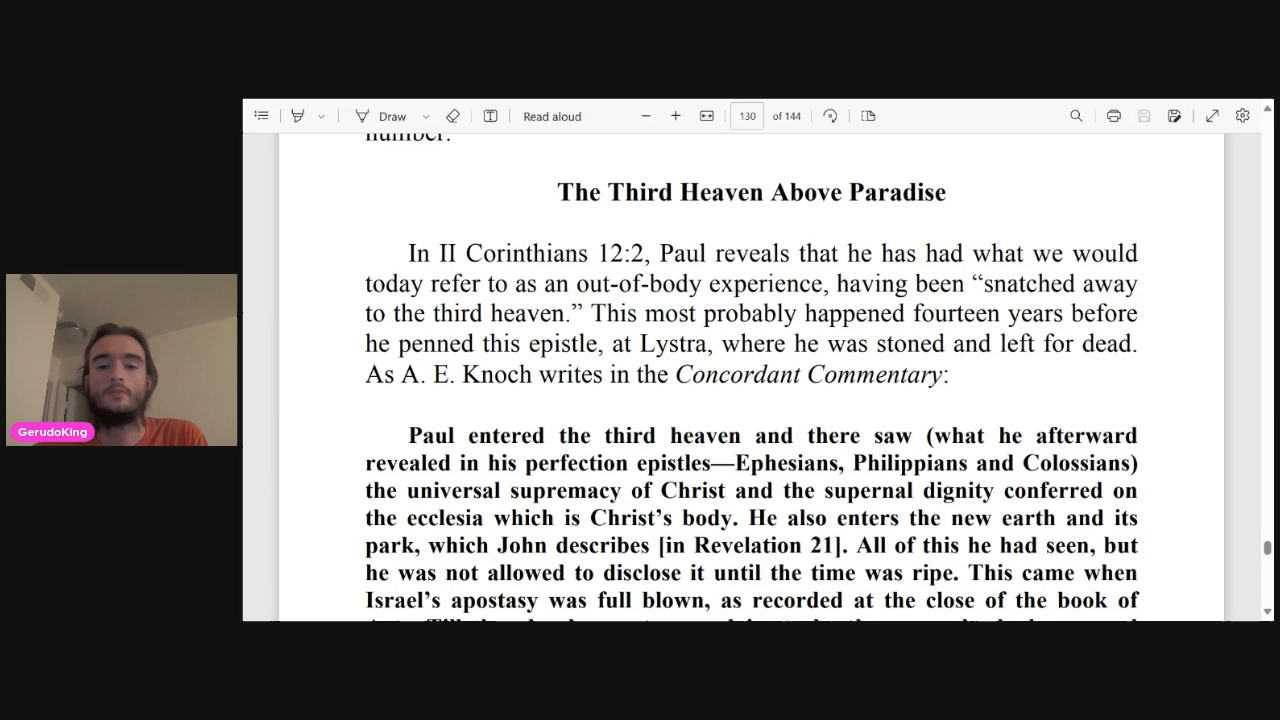 Draw
Read aloud
130 of 144
number.
The Third Heaven Above Paradise
In II Corinthians 12:2, Paul reveals that he has had what we would
today refer to as an out-of-body experience, having been “snatched away
to the third heaven.” This most probably happened fourteen years before
he penned this epistle, at Lystra, where he was stoned and left for dead.
As A. E. Knoch writes in the Concordant Commentary:
Paul entered the third heaven and there saw (what he afterward
revealed in his perfection epistles—Ephesians, Philippians and Colossians)
the universal supremacy of Christ and the supernal dignity conferred on
the ecclesia which is Christ’s body. He also enters the new earth and its
park, which John describes [in Revelation 21]. All of this he had seen, but
he was not allowed to disclose it until the time was ripe. This came when
Israel’s apostasy was full blown, as recorded at the close of the book of
GerudoKing